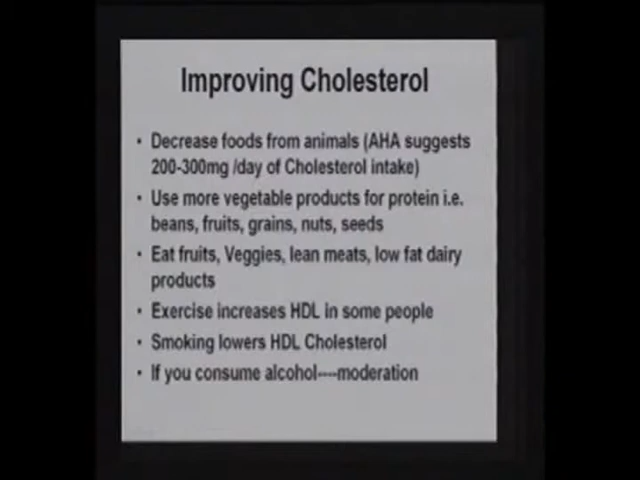 Improving Cholesterol
• Decrease foods from animals (AHA suggests
200-300mg /day of Cholesterol intake)
• Use more vegetable products for protein i.e.
beans, fruits, grains, nuts, seeds
• Eat fruits, Veggies, lean meats, low fat dairy
products
• Exercise increases HDL in some people
• Smoking lowers HDL Cholesterol
• If you consume alcohol----moderation